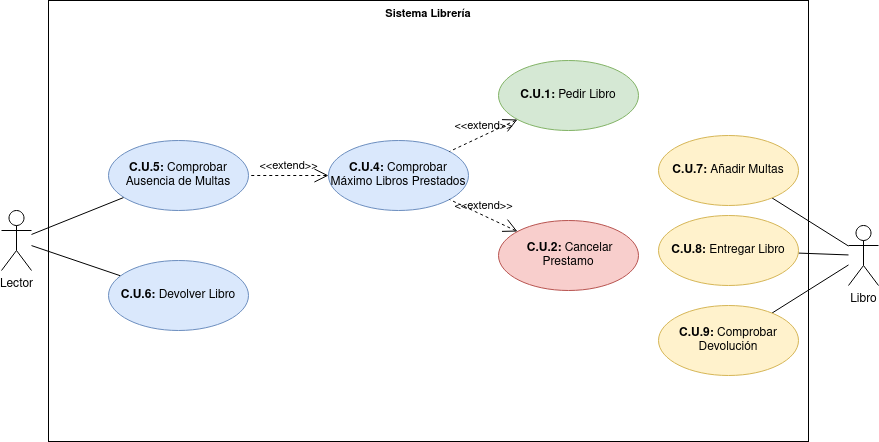 Sistema Librería
C.U.1: Pedir Libro
<<extend>>
C.U.5: Comprobar
Ausencia de Multas
<<extend>>
C.U.4: Comprobar
Máximo Libros Prestados
C.U.7: Añadir Multas
<<extend>>
C.U.2: Cancelar
Prestamo
C.U.8: Entregar Libro
Lector
C.U.6: Devolver Libro
Libro
C.U.9: Comprobar
Devolución